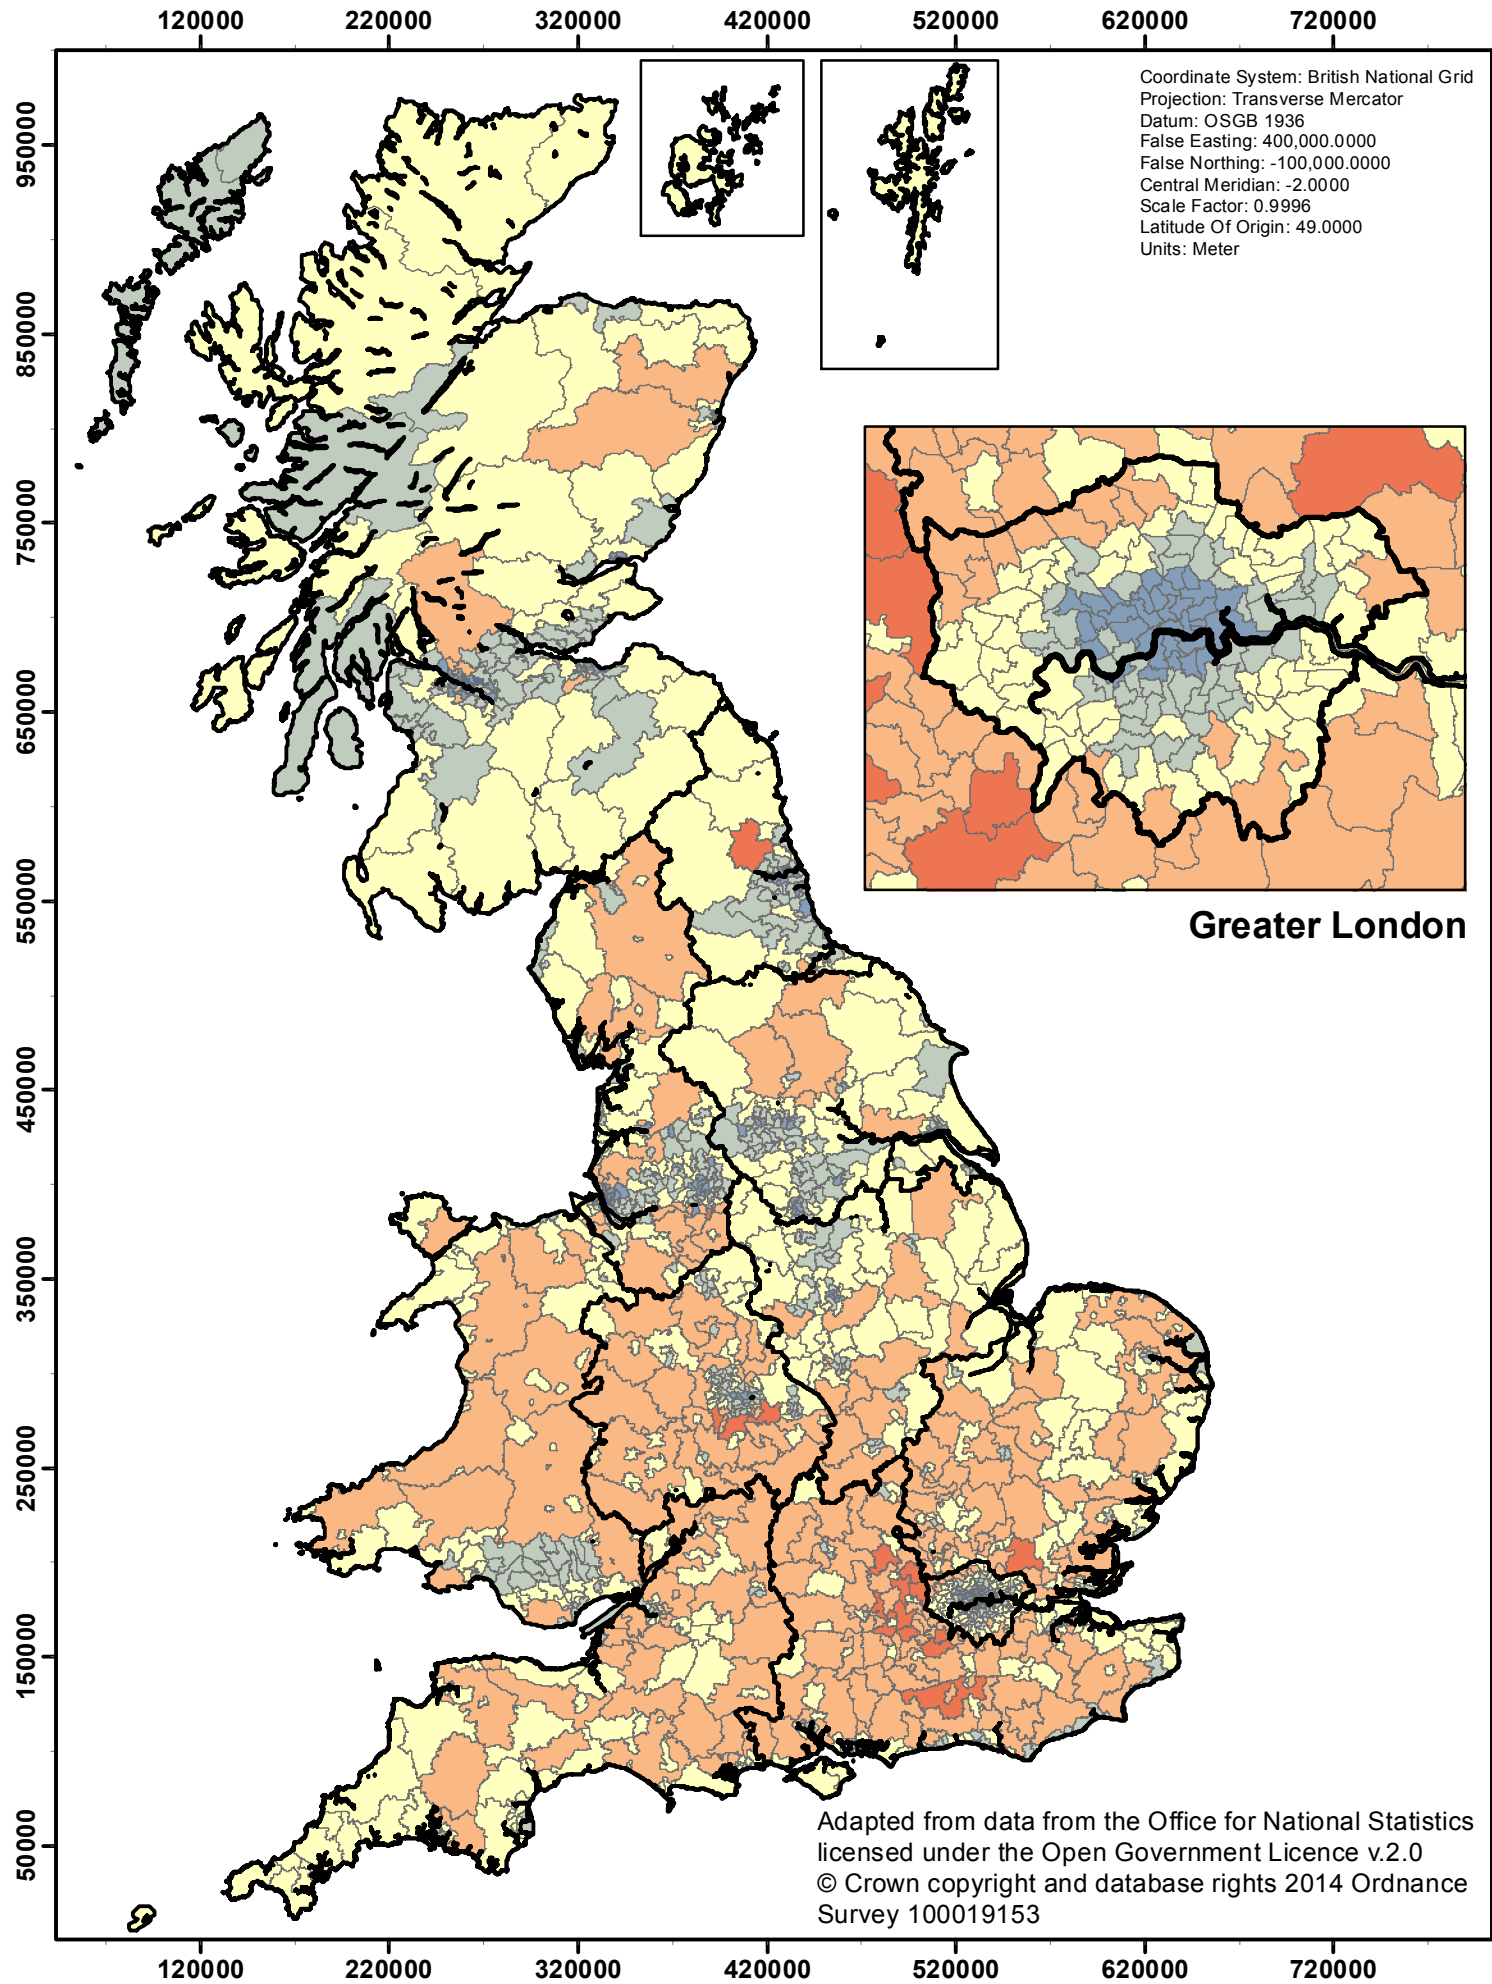 120000 220000 320000 420000 520000 620000 720000
Coordinate System: British National Grid
Projection: Transverse Mercator
Datum: OSGB 1936
False Easting: 400,000.0000
False Northing: -100,000.0000
Central Meridian: -2.0000
Scale Factor: 0.9996
Latitude Of Origin: 49.0000
Units: Meter
950000
850000
750000
650000
550000
450000
350000
250000
150000
50000
Greater London
Adapted from data from the Office for National Statistics
licensed under the Open Government Licence v.2.0
© Crown copyright and database rights 2014 Ordnance
Survey 100019153
120000 220000 320000 420000 520000 620000 720000